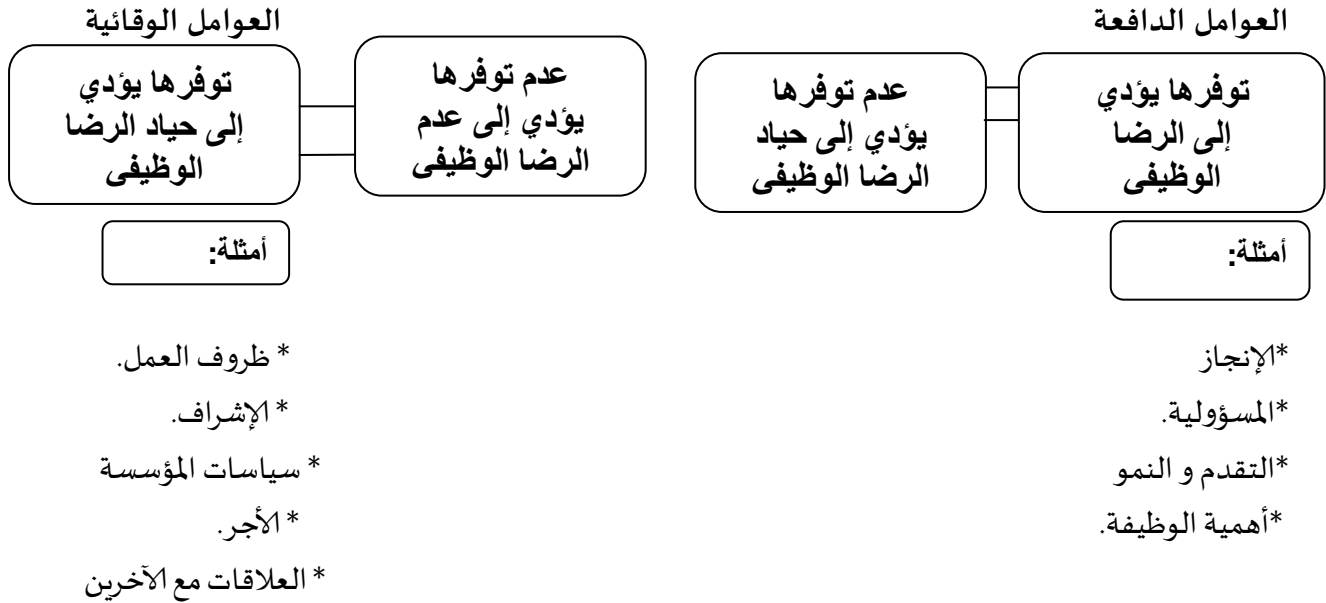 العوامل الدافعة
العوامل الوقائية
توفرها يؤدي
إلى الرضا
الوظيفى
عدم توفرها
يؤدي إلى حياد
الرضا الوظيفى
عدم توفرها
يؤدي إلى عدم
الرضا الوظيفى
توفرها يؤدي
إلى حياد الرضا
الوظيفى
أمثلة:
*الإنجاز
*المسؤولية.
*التقدم و النمو
*أهمية الوظيفة.
أمثلة:
* ظروف العمل.
* الإشراف.
* سياسات المؤسسة
* الأجر.
* العلاقات مع الآخرين